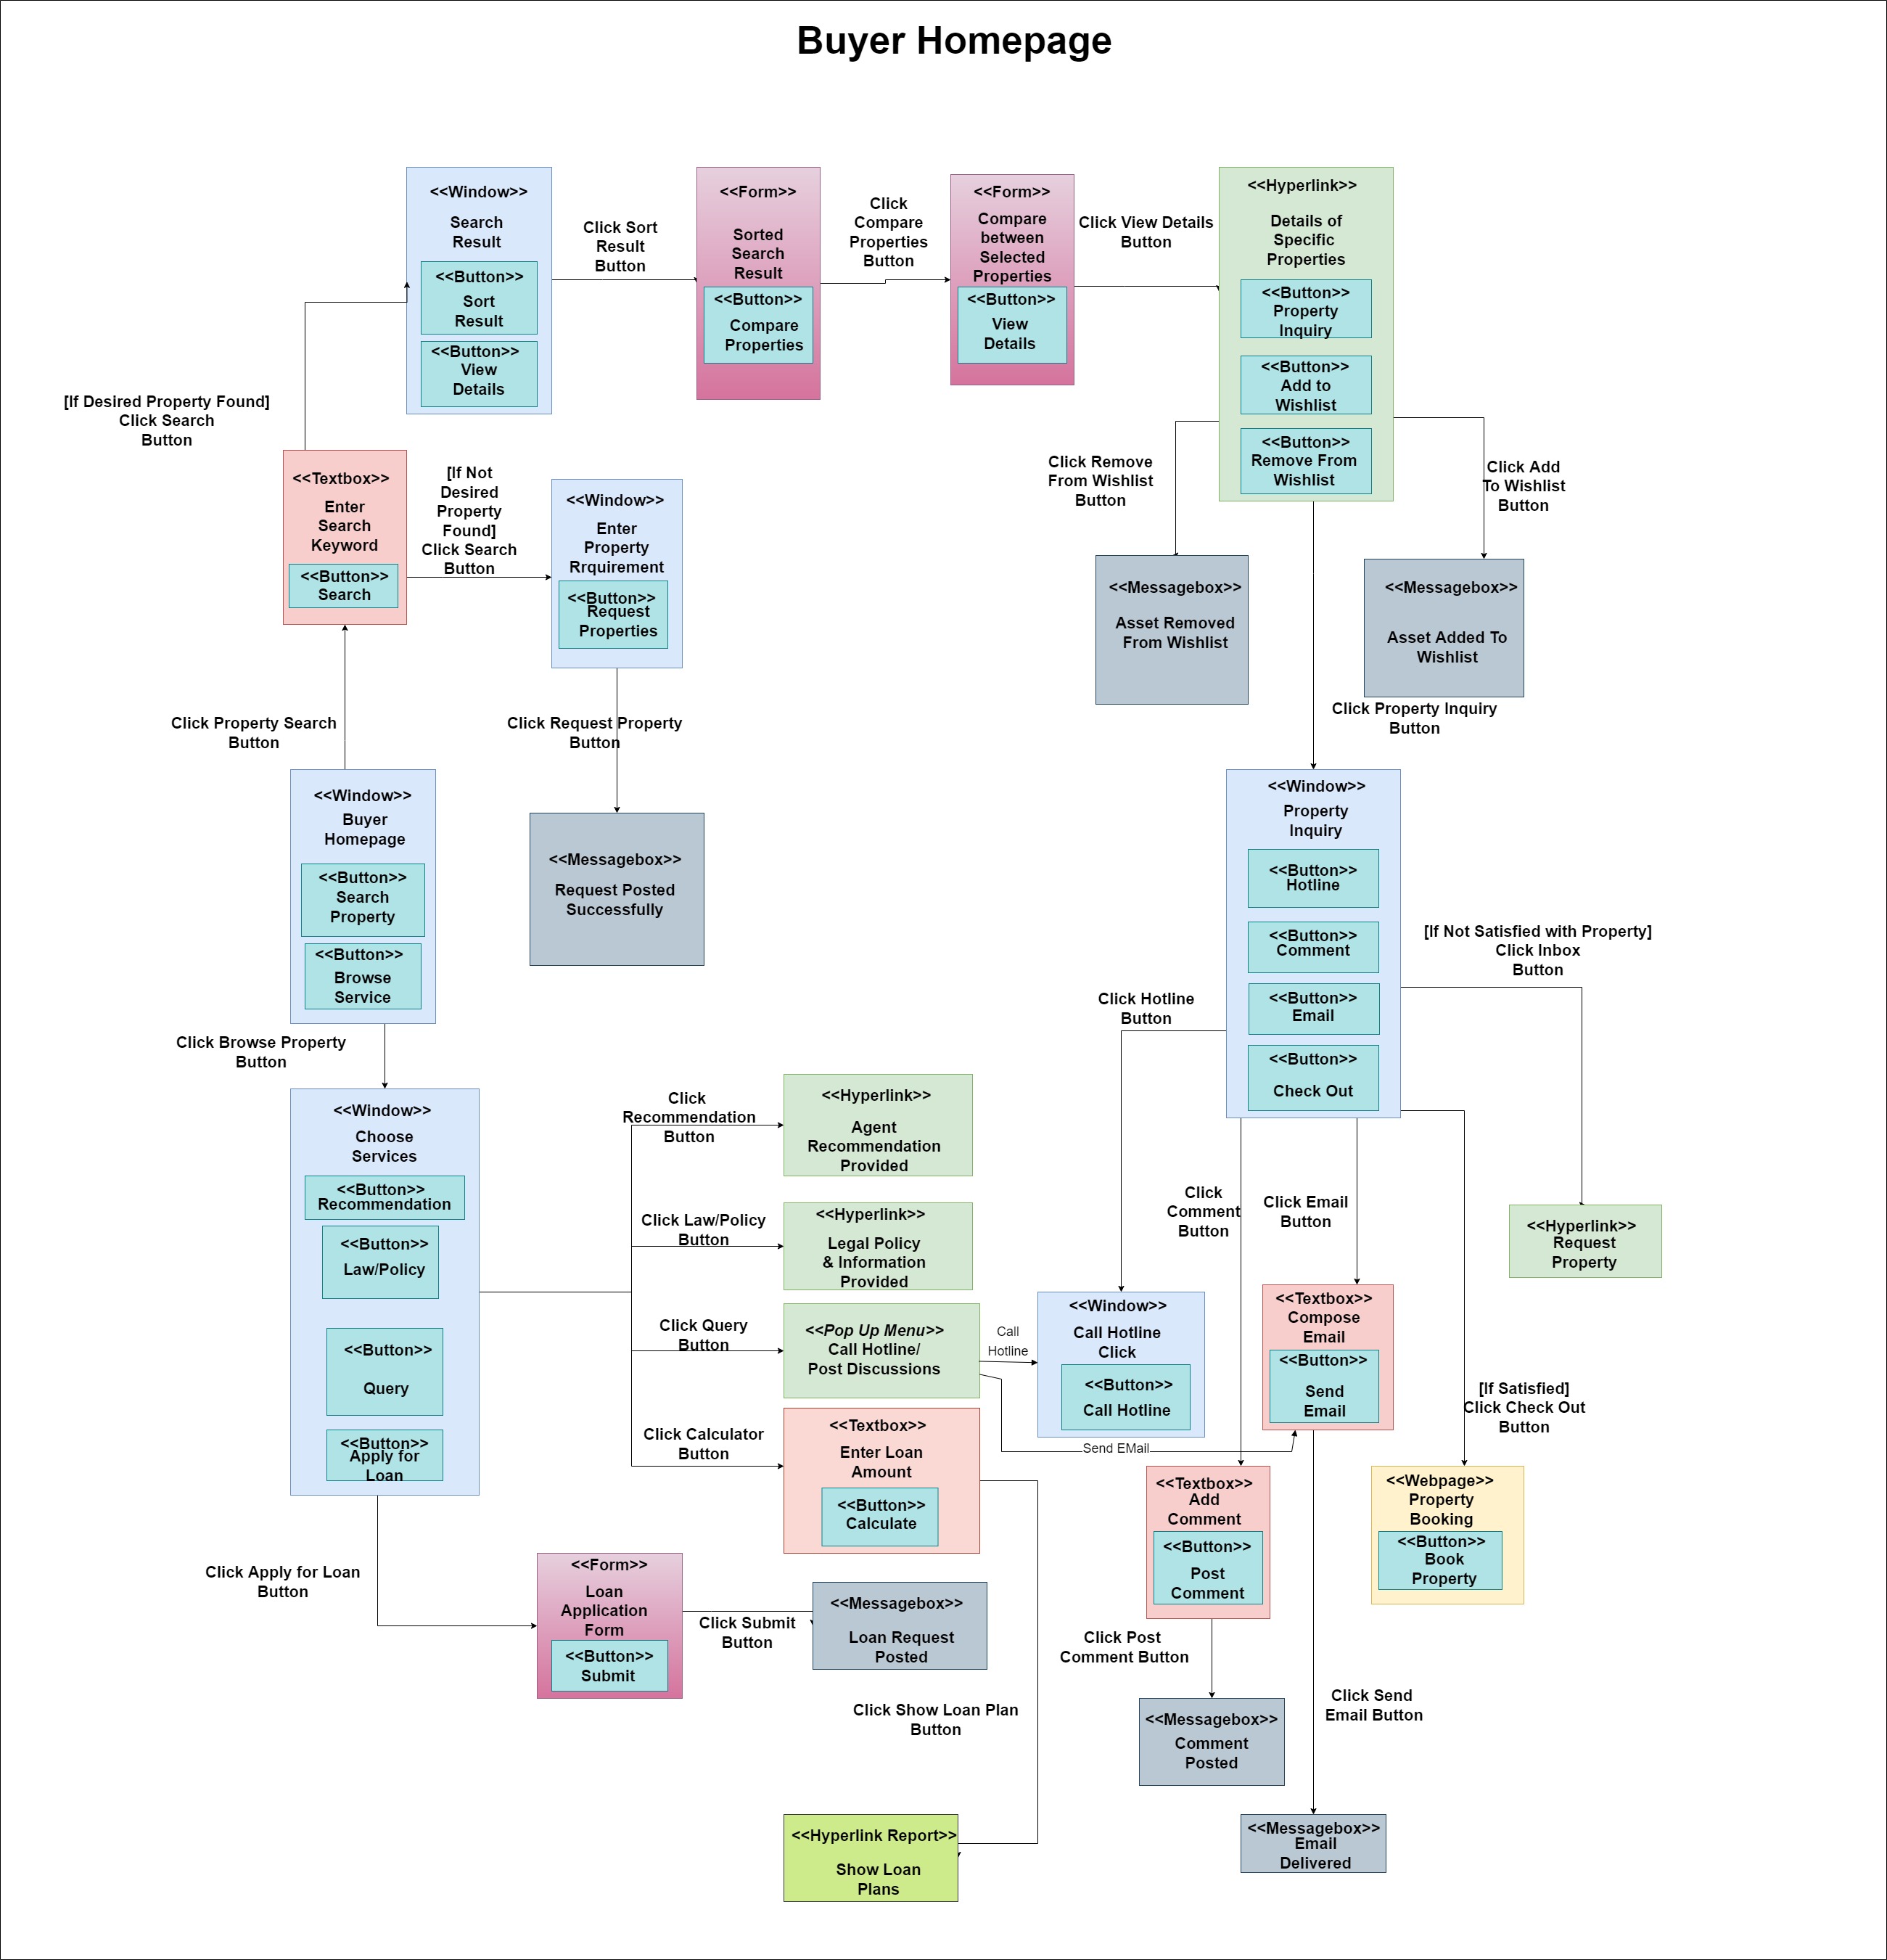 Buyer Homepage
<<Window>>
Search
Result
<<Button>>
Sort
Result
<<Button>>
View
Details
Click Sort
Result
Button
<<Form>>
Sorted
Search
Result
<<Button>>
Compare
Properties
Click
Compare
Properties
Button
<<Form>>
Compare
between
Selected
Properties
<<Button>>
View
Details
Click View Details
Button
<<Hyperlink>>
Details of
Specific
Properties
<<Button>>
Property
Inquiry
<<Button>>
Add to
Wishlist
<<Button>>
Remove From
Wishlist
[If Desired Property Found]
Click Search
Button
<<Textbox>>
Enter
Search
Keyword
<<Button>>
Search
[If Not
Desired
Property
Found]
Click Search
Button
<<Window>>
Enter
Property
Rrquirement
<<Button>>
Request
Properties
Click Remove
From Wishlist
Button
Click Add
To Wishlist
Button
<<Messagebox>>
Asset Removed
From Wishlist
<<Messagebox>>
Asset Added To
Wishlist
Click Property Search
Button
Click Request Property
Button
Click Property Inquiry
Button
<<Window>>
Buyer
Homepage
<<Button>>
Search
Property
<<Button>>
Browse
Service
<<Messagebox>>
Request Posted
Successfully
<<Window>>
Property
Inquiry
<<Button>>
Hotline
<<Button>>
Comment
<<Button>>
Email
<<Button>>
Check Out
[If Not Satisfied with Property]
Click Inbox
Button
Click Hotline
Button
Click Browse Property
Button
<<Window>>
Choose
Services
<<Button>>
Recommendation
<<Button>>
Law/Policy
<<Button>>
Query
<<Button>>
Apply for
Loan
Click
Recommendation
Button
<<Hyperlink>>
Agent
Recommendation
Provided
Click Law/Policy
Button
<<Hyperlink>>
Legal Policy
& Information
Provided
Click Query
Button
<<Pop Up Menu>>
Call Hotline/
Post Discussions
Call
Hotline
Send EMail
Click Calculator
Button
<<Textbox>>
Enter Loan
Amount
<<Button>>
Calculate
<<Window>>
Call Hotline
Click
<<Button>>
Call Hotline
Click
Comment
Button
Click Email
Button
<<Textbox>>
Compose
Email
<<Button>>
Send
Email
<<Hyperlink>>
Request
Property
[If Satisfied]
Click Check Out
Button
<<Textbox>>
Add
Comment
<<Button>>
Post
Comment
<<Webpage>>
Property
Booking
<<Button>>
Book
Property
Click Apply for Loan
Button
<<Form>>
Loan
Application
Form
<<Button>>
Submit
Click Submit
Button
<<Messagebox>>
Loan Request
Posted
Click Show Loan Plan
Button
Click Post
Comment Button
Click Send
Email Button
<<Messagebox>>
Comment
Posted
<<Hyperlink Report>>
Show Loan
Plans
<<Messagebox>>
Email
Delivered